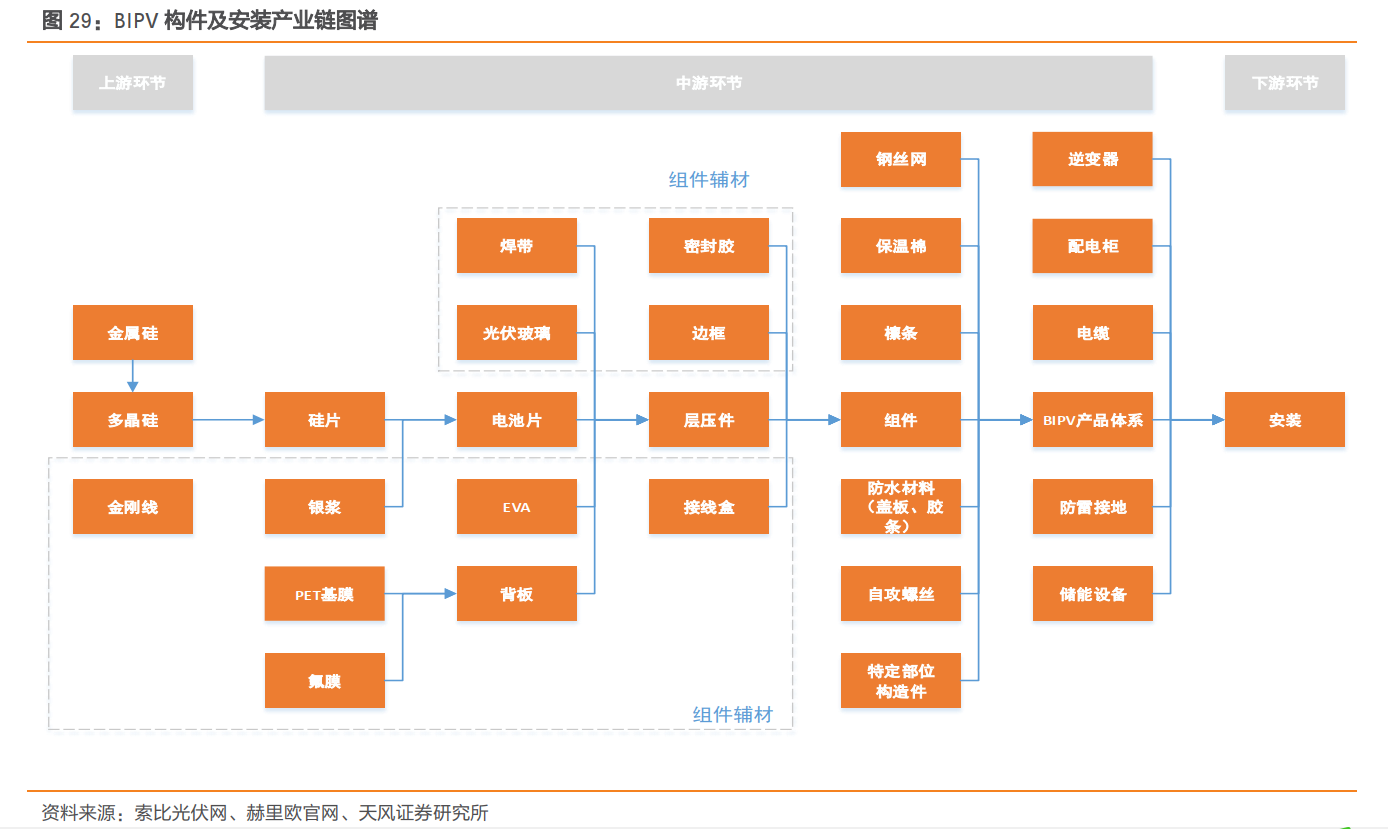 图 29：BIPV 构件及安装产业链图谱
上游环节
中游环节
下游环节
钢丝网
逆变器
组件辅材
焊带
密封胶
保温棉
配电柜
金属硅
光伏玻璃
边框
檩条
电缆
多晶硅
硅片
电池片
层压件
组件
BIPV产品体系
安装
金刚线
银浆
EVA
接线盒
防水材料
（盖板、胶
条）
防雷接地
PET基膜
背板
自攻螺丝
储能设备
氟膜
特定部位
构造件
组件辅材
资料来源：索比光伏网、赫里欧官网、天风证券研究所